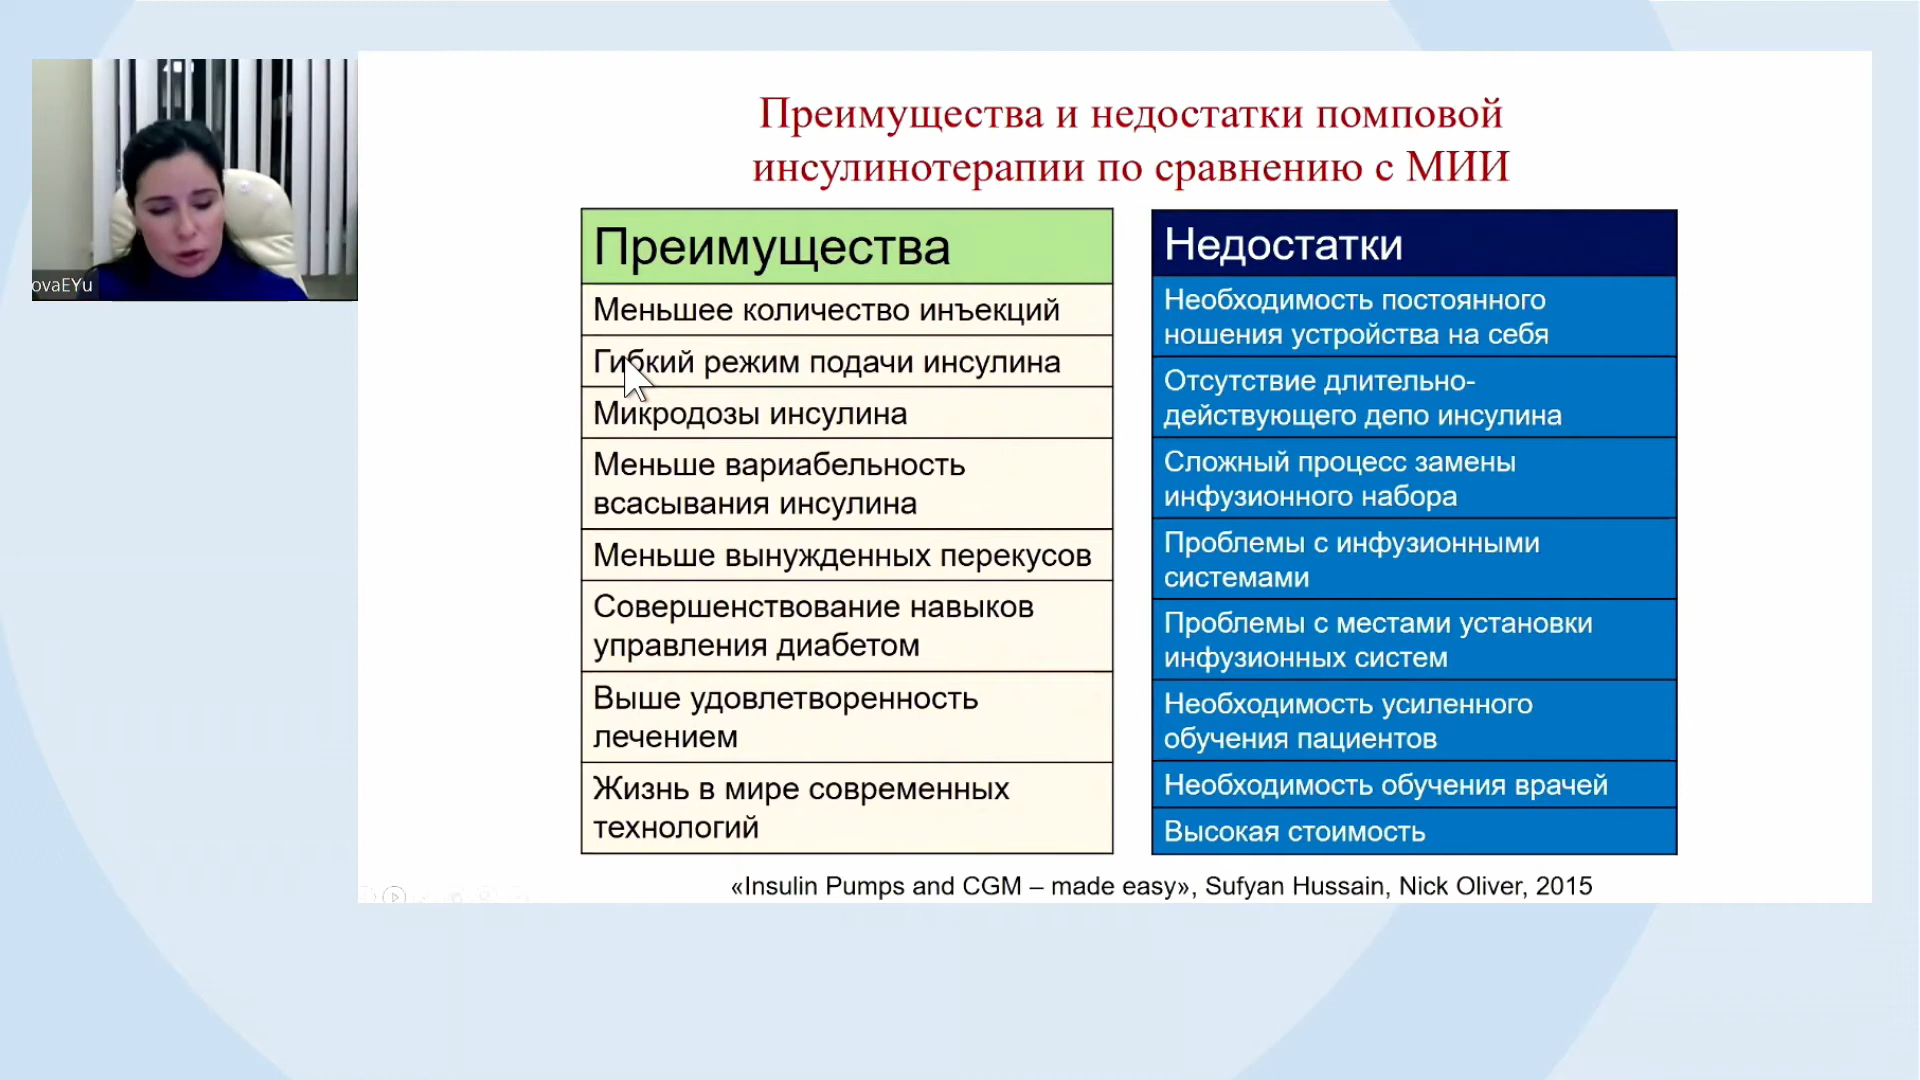 Преимущества и недостатки помповой
инсулинотерапии по сравнению с МИИ
ovaEYu
Преимущества
Меньшее количество инъекций
Гибкий режим подачи инсулина
Микродозы инсулина
Меньше вариабельность
всасывания инсулина
Меньше вынужденных перекусов
Совершенствование навыков
управления диабетом
Выше удовлетворенность
лечением
Жизнь в мире современных
технологий
Недостатки
Необходимость постоянного
ношения устройства на себя
Отсутствие длительно-
действующего депо инсулина
Сложный процесс замены
инфузионного набора
Проблемы с инфузионными
системами
Проблемы с местами установки
инфузионных систем
Необходимость усиленного
обучения пациентов
Необходимость обучения врачей
Высокая стоимость
«Insulin Pumps and CGM – made easy», Sufyan Hussain, Nick Oliver, 2015